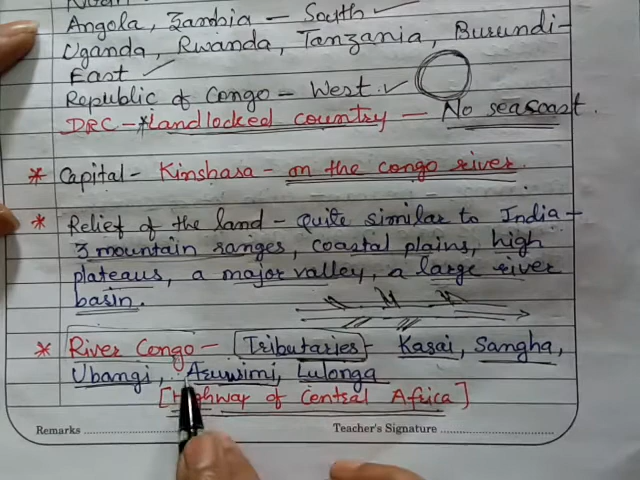 Angola, Zambia – South
Uganda, Rwanda, Tanzania, Burundi–
East
Republic of Congo – West.
DRC – *Landlocked country – No seacoast.
* Capital – Kinshasa – on the congo river.
* Relief of the land – Quite similar to India –
3 mountain ranges, coastal plains, high
plateaus, a major valley, a large river
basin.
* River Congo – Tributaries – Kasai, Sangha,
Ubangi, Aruwimi, Lulonga
[Highway of Central Africa]
Remarks
Teacher's Signature